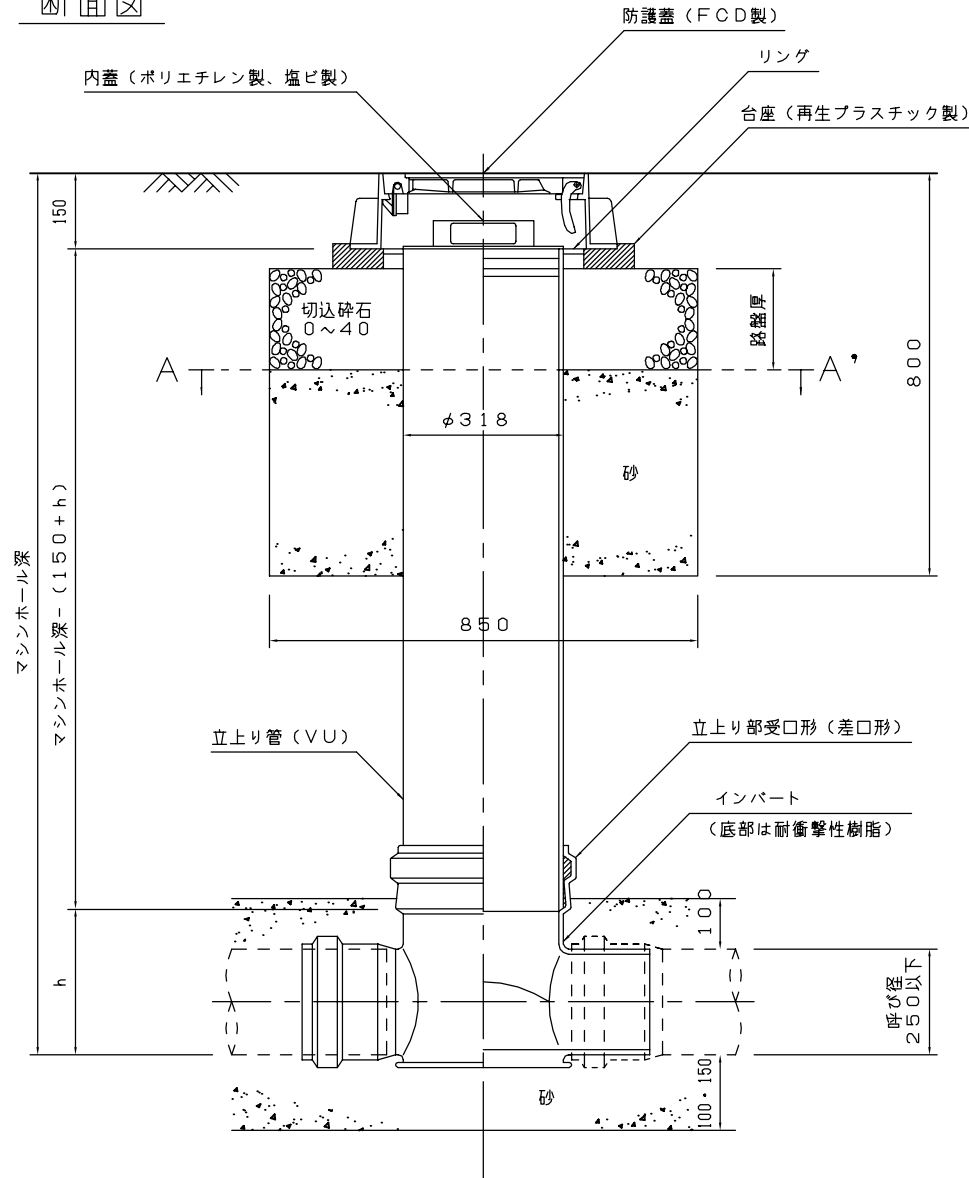 断面図
防護蓋（ＦＣＤ製）
リング
内蓋（ポリエチレン製、塩ビ製）
台座（再生プラスチック製）
150
切込砕石
０～４０
路盤厚
800
A
A'
φ318
砂
マンホール深
マシンホール深－（150＋h）
850
立上り管（ＶＵ）
立上り部受口形（差口形）
インバート
（底部は耐衝撃性樹脂）
100
h
呼び径
250以下
100・150
砂